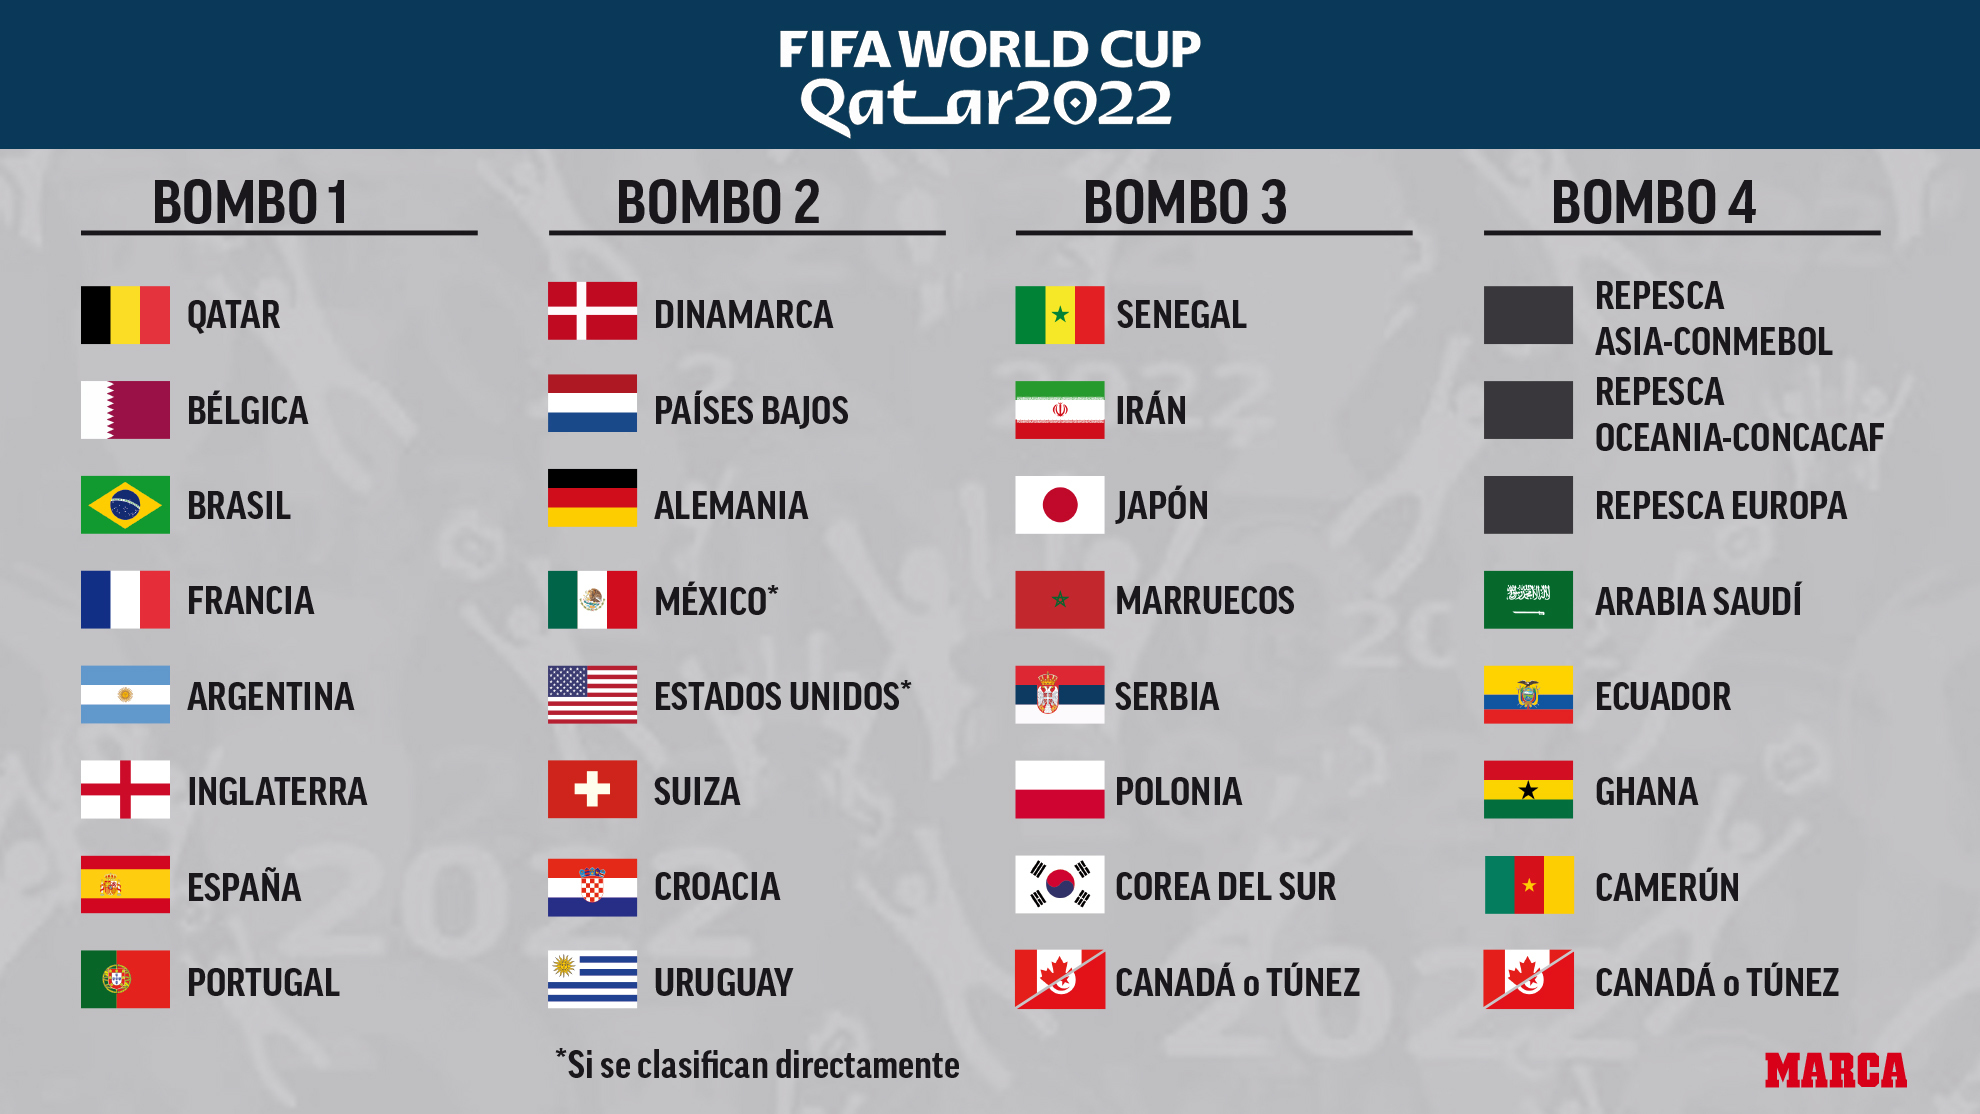 FIFA WORLD CUP
Qatar2022
BOMBO 1
QATAR
BÉLGICA
BRASIL
FRANCIA
ARGENTINA
INGLATERRA
ESPAÑA
PORTUGAL
BOMBO 2
DINAMARCA
PAÍSES BAJOS
ALEMANIA
MÉXICO*
ESTADOS UNIDOS*
SUIZA
CROACIA
URUGUAY
BOMBO 3
SENEGAL
IRÁN
JAPÓN
MARRUECOS
SERBIA
POLONIA
COREA DEL SUR
CANADÁ o TÚNEZ
BOMBO 4
REPESCA
ASIA-CONMEBOL
REPESCA
OCEANIA-CONCACAF
REPESCA EUROPA
ARABIA SAUDÍ
ECUADOR
GHANA
CAMERÚN
CANADÁ o TÚNEZ
*Si se clasifican directamente
MARCA